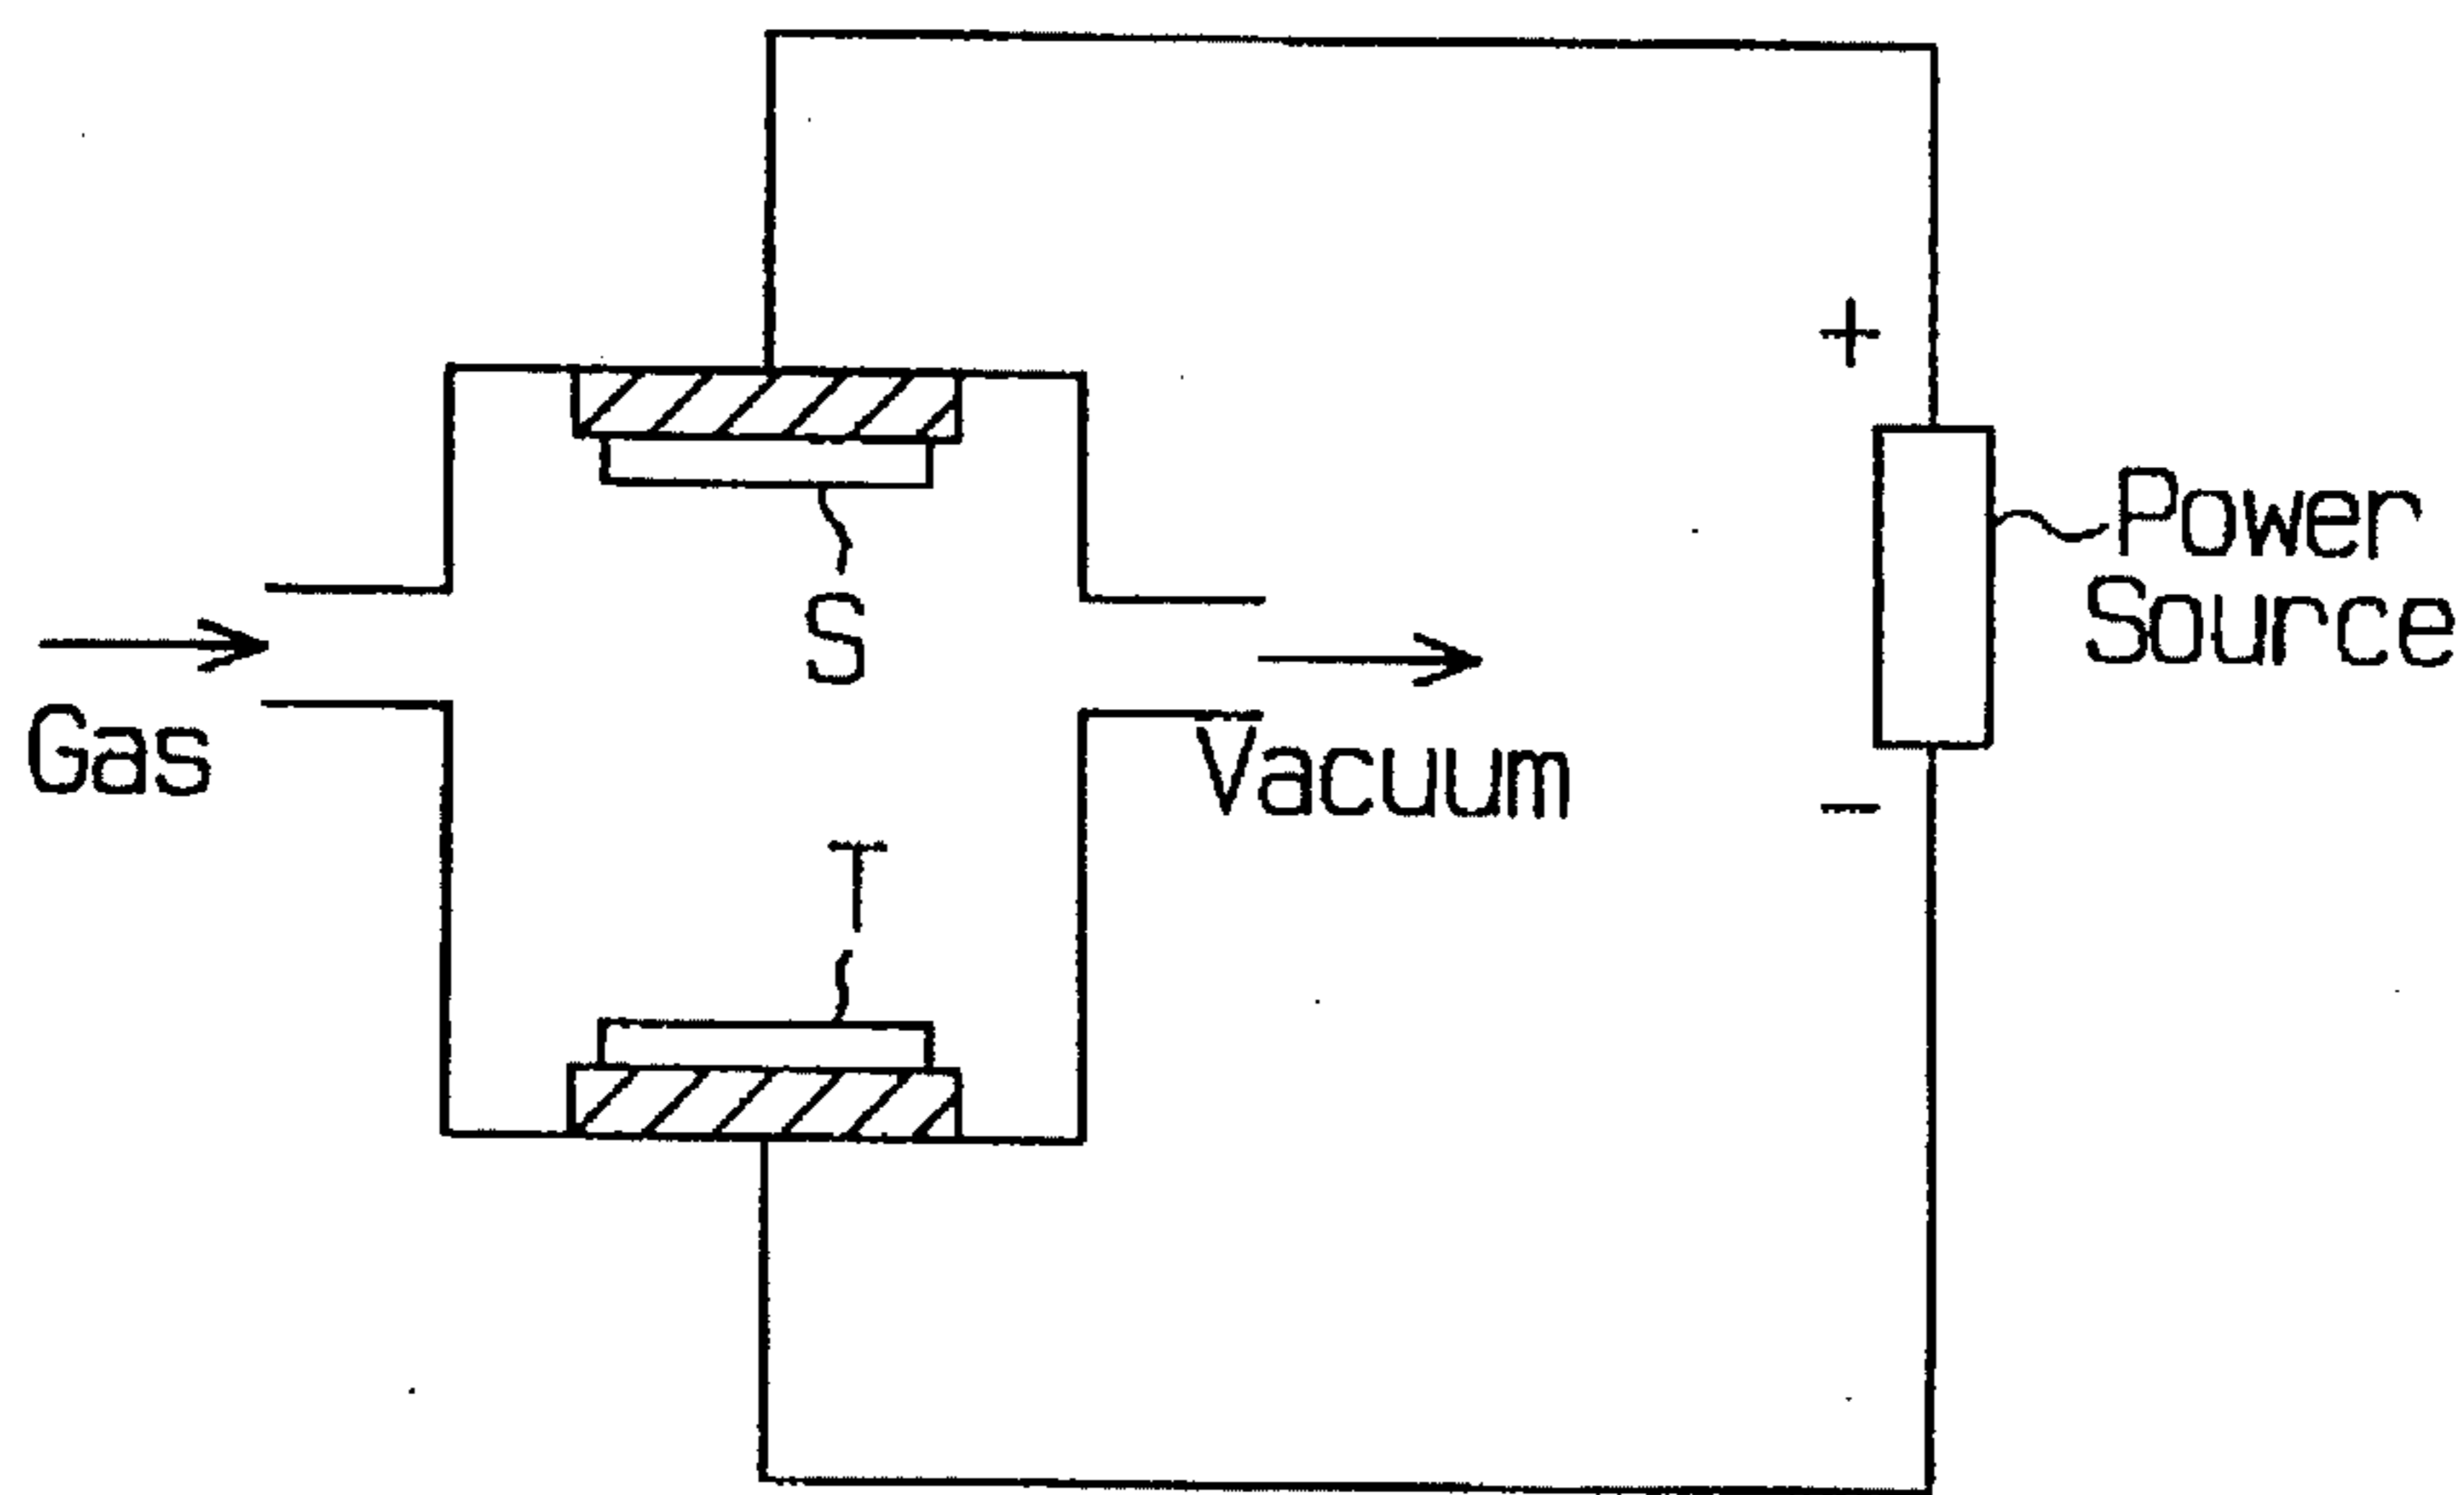 +
Power
Source
S
Gas
Vacuum
T
−